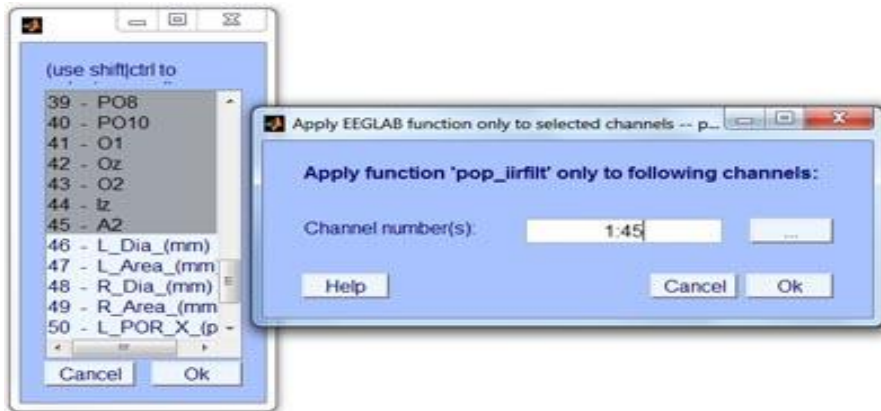 (use shift|ctrl to
39 - PO8
40 - PO10
41 - O1
42 - Oz
43 - O2
44 - Iz
45 - A2
46 - L_Dia_(mm)
47 - L_Area_(mm
48 - R_Dia_(mm)
49 - R_Area_(mm
50 - L_POR_X_(p
Cancel
Ok
Apply EEGLAB function only to selected channels -- p...
Apply function 'pop_iirfilt' only to following channels:
Channel number(s):
1:45
...
Help
Cancel
Ok